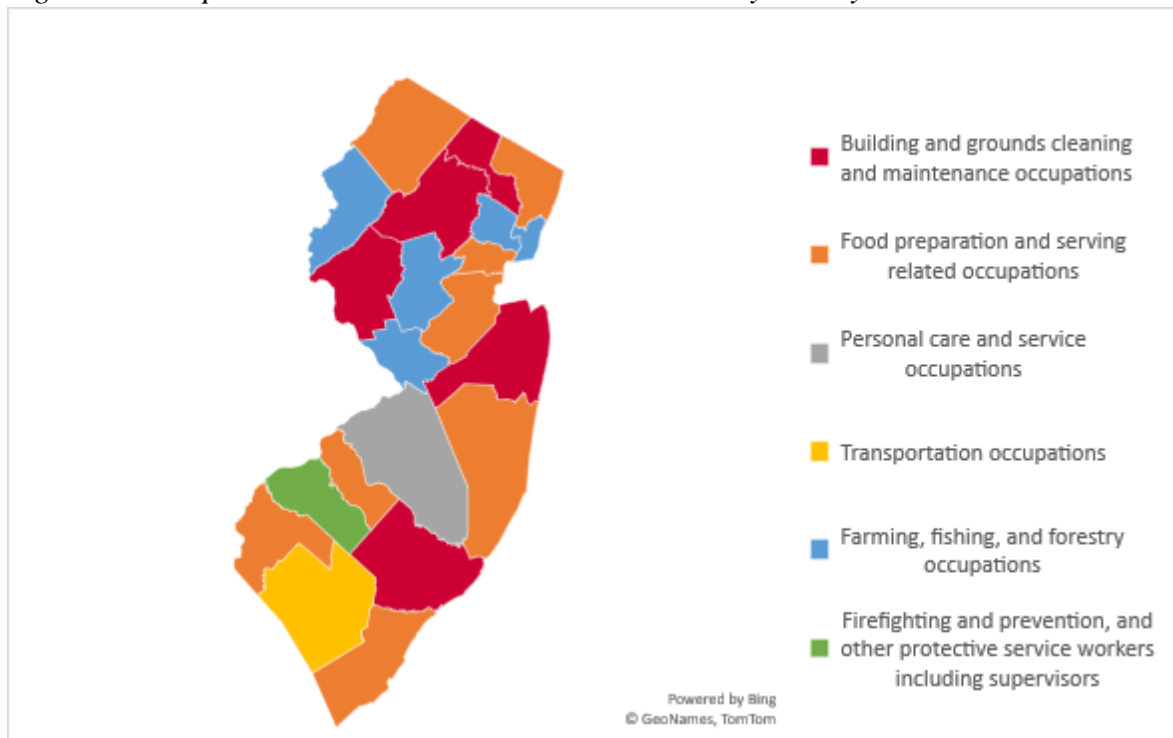 Building and grounds cleaning
and maintenance occupations
Food preparation and serving
related occupations
Personal care and service
occupations
Transportation occupations
Farming, fishing, and forestry
occupations
Firefighting and prevention, and
other protective service workers
including supervisors
Powered by Bing
© GeoNames, TomTom